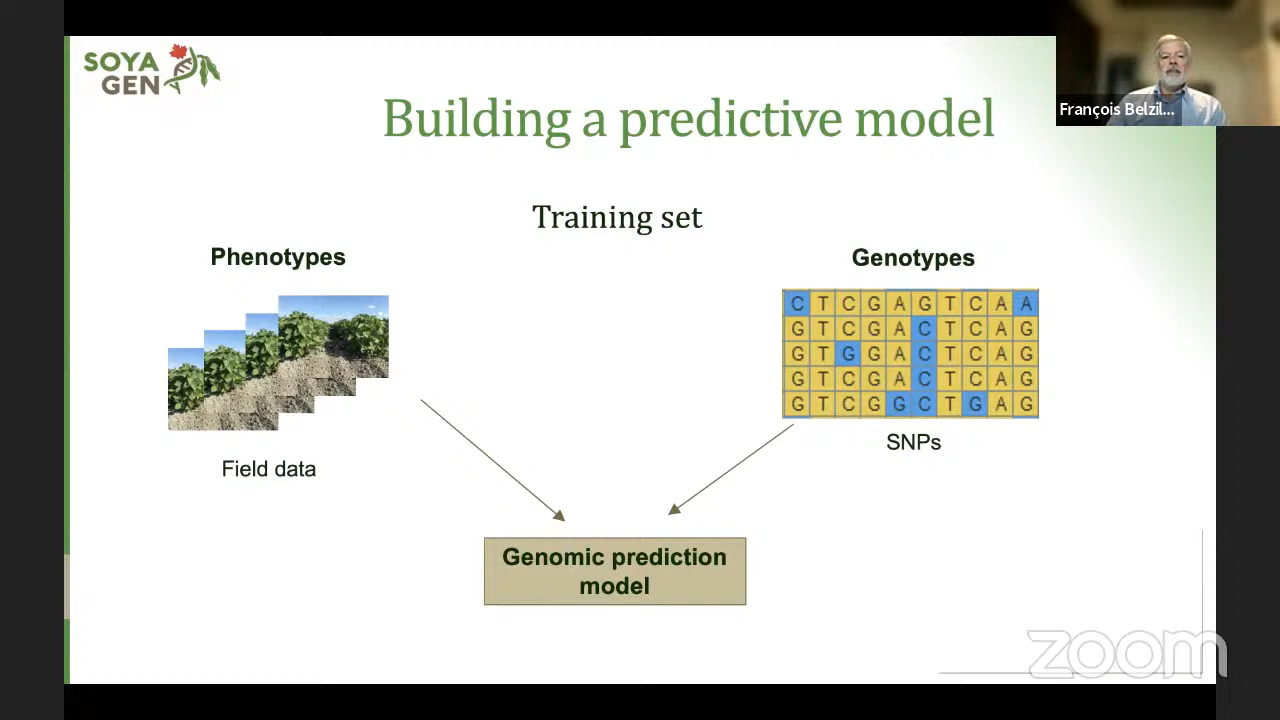 SOYA
GEN
François Belzil...
Building a predictive model
Training set
Phenotypes
Genotypes
C T C G A G T C A A
G T C G A C T C A G
G T G G A C T C A G
G T C G A C T C A G
G T C G G C T G A G
SNPs
Field data
Genomic prediction
model
zoom